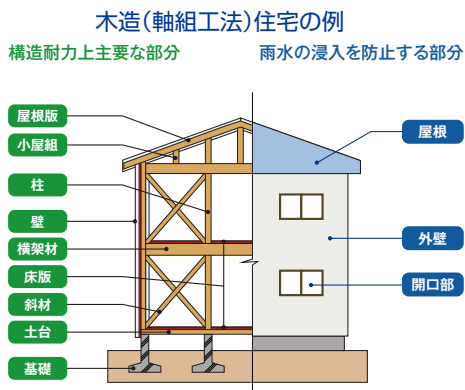 木造(軸組工法)住宅の例
構造耐力上主要な部分
雨水の浸入を防止する部分
屋根版
小屋組
柱
壁
横架材
床版
斜材
土台
基礎
屋根
外壁
開口部